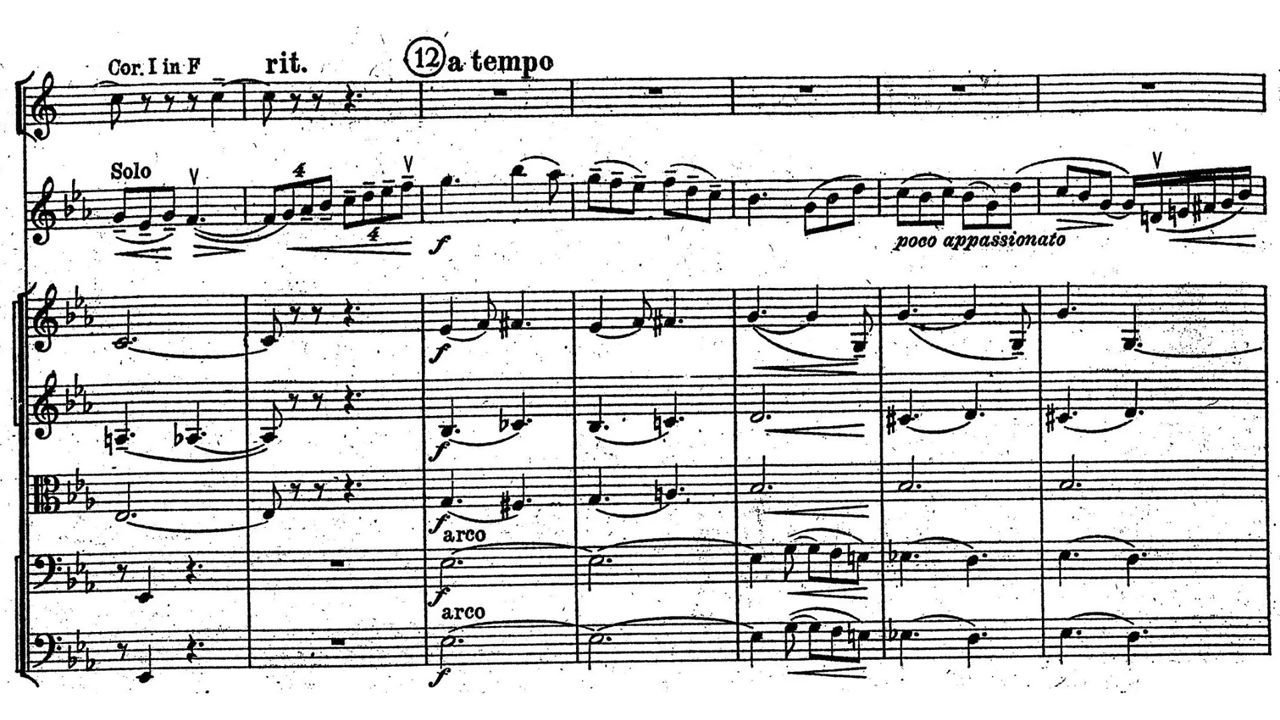 Cor. I in F rit. 12 a tempo
Solo 4
4
f
poco appassionato
f
f
f
arco
f
arco
f